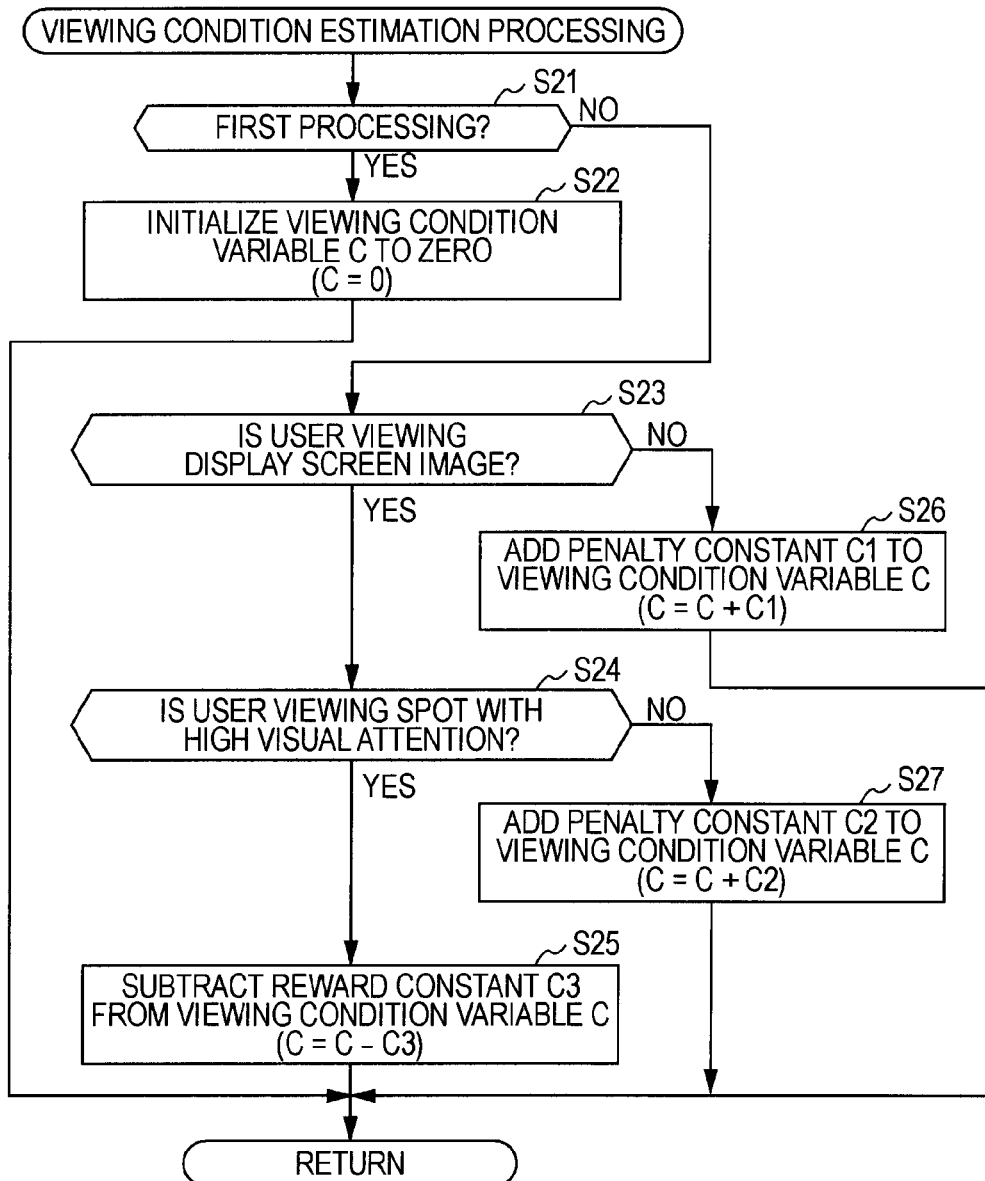 VIEWING CONDITION ESTIMATION PROCESSING
S21
FIRST PROCESSING?
NO
YES
S22
INITIALIZE VIEWING CONDITION
VARIABLE C TO ZERO
(C = 0)
S23
IS USER VIEWING
DISPLAY SCREEN IMAGE?
NO
YES
S26
ADD PENALTY CONSTANT C1 TO
VIEWING CONDITION VARIABLE C
(C = C + C1)
S24
IS USER VIEWING SPOT WITH
HIGH VISUAL ATTENTION?
NO
YES
S27
ADD PENALTY CONSTANT C2 TO
VIEWING CONDITION VARIABLE C
(C = C + C2)
S25
SUBTRACT REWARD CONSTANT C3
FROM VIEWING CONDITION VARIABLE C
(C = C – C3)
RETURN